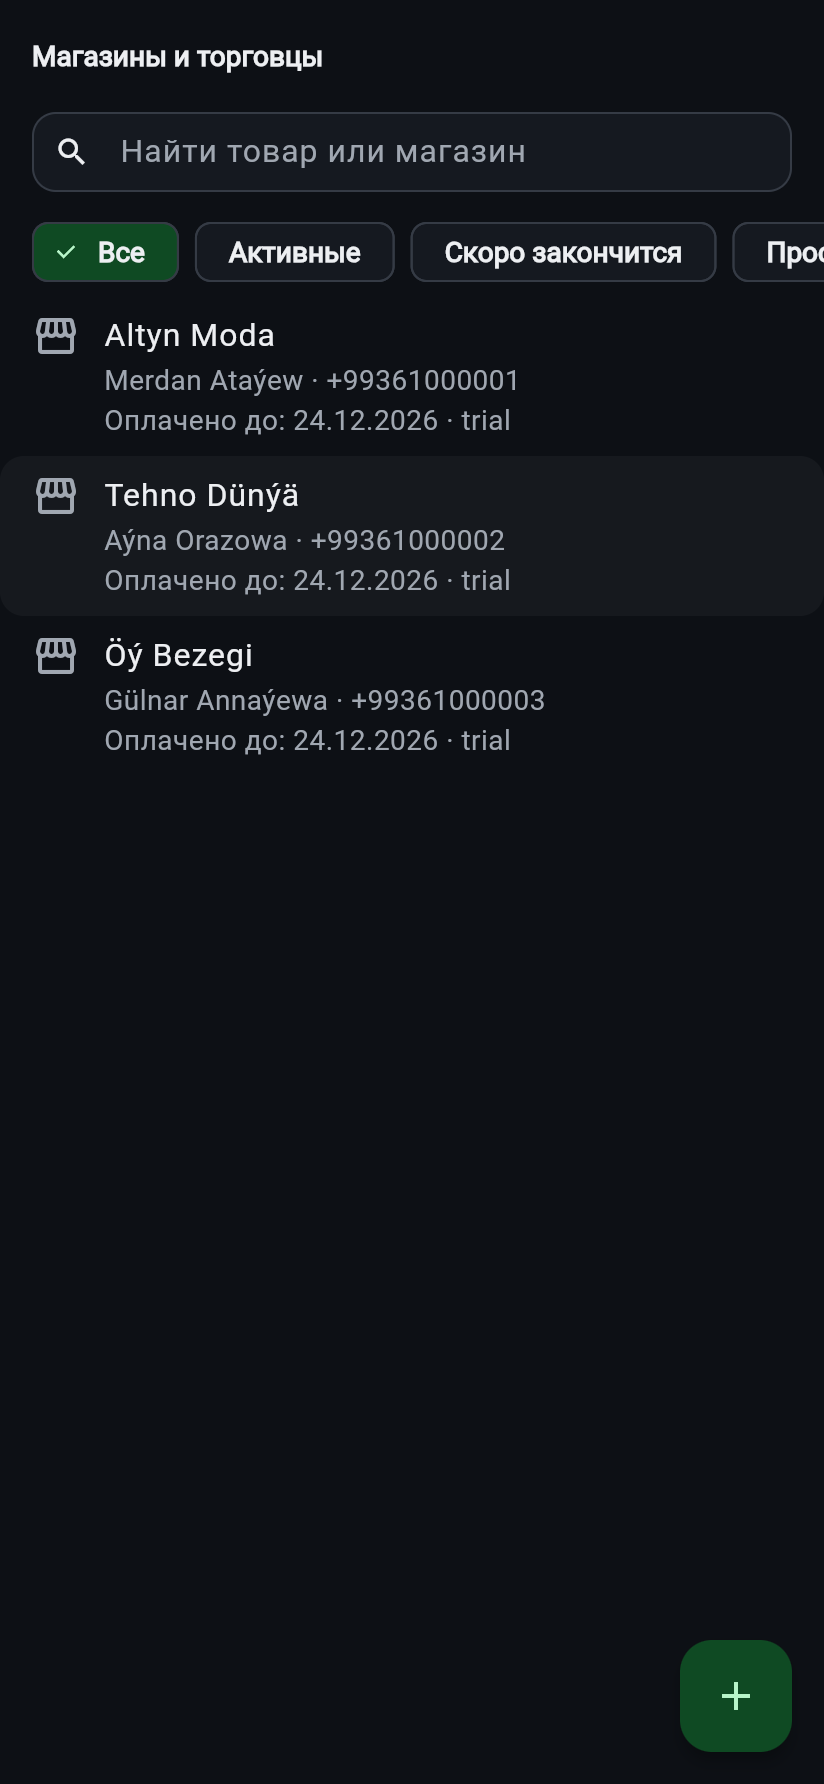 Магазины и торговцы
Найти товар или магазин
Все
Активные
Скоро закончится
Altyn Moda
Merdan Ataýew · +99361000001
Оплачено до: 24.12.2026 · trial
Tehno Dünýä
Aýna Orazowa · +99361000002
Оплачено до: 24.12.2026 · trial
Öý Bezegi
Gülnar Annaýewa · +99361000003
Оплачено до: 24.12.2026 · trial